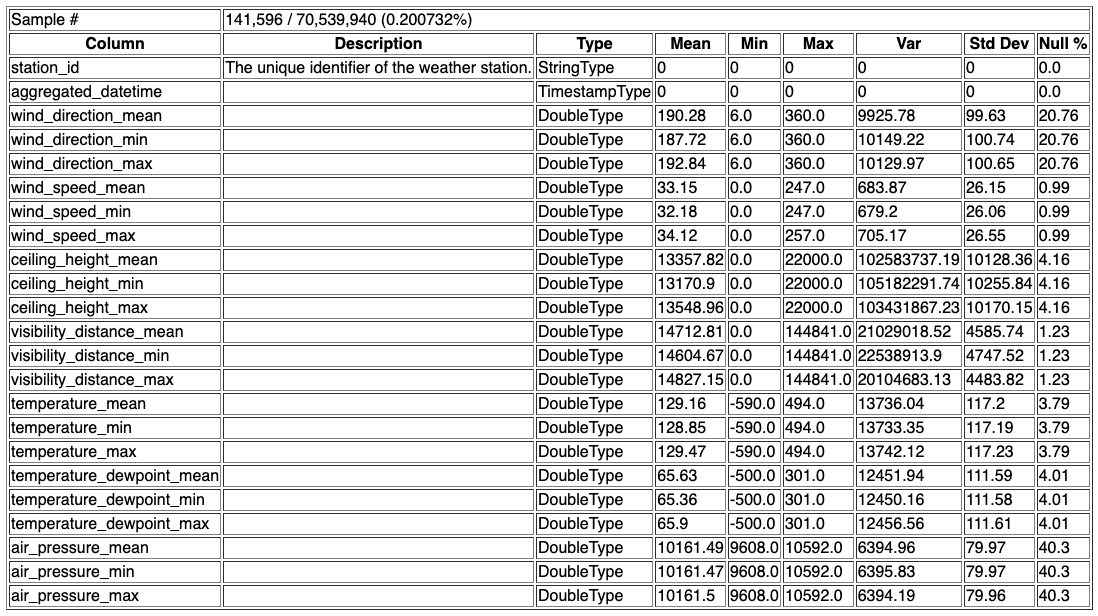 Sample # 141,596 / 70,539,940 (0.200732%)
Column Description Type Mean Min Max Var Std Dev Null %
station_id The unique identifier of the weather station. StringType 0 0 0 0 0 0.0
aggregated_datetime TimestampType 0 0 0 0 0 0.0
wind_direction_mean DoubleType 190.28 6.0 360.0 9925.78 99.63 20.76
wind_direction_min DoubleType 187.72 6.0 360.0 10149.22 100.74 20.76
wind_direction_max DoubleType 192.84 6.0 360.0 10129.97 100.65 20.76
wind_speed_mean DoubleType 33.15 0.0 247.0 683.87 26.15 0.99
wind_speed_min DoubleType 32.18 0.0 247.0 679.2 26.06 0.99
wind_speed_max DoubleType 34.12 0.0 257.0 705.17 26.55 0.99
ceiling_height_mean DoubleType 13357.82 0.0 22000.0 102583737.19 10128.36 4.16
ceiling_height_min DoubleType 13170.9 0.0 22000.0 105182291.74 10255.84 4.16
ceiling_height_max DoubleType 13548.96 0.0 22000.0 103431867.23 10170.15 4.16
visibility_distance_mean DoubleType 14712.81 0.0 144841.0 21029018.52 4585.74 1.23
visibility_distance_min DoubleType 14604.67 0.0 144841.0 22538913.9 4747.52 1.23
visibility_distance_max DoubleType 14827.15 0.0 144841.0 20104683.13 4483.82 1.23
temperature_mean DoubleType 129.16 -590.0 494.0 13736.04 117.2 3.79
temperature_min DoubleType 128.85 -590.0 494.0 13733.35 117.19 3.79
temperature_max DoubleType 129.47 -590.0 494.0 13742.12 117.23 3.79
temperature_dewpoint_mean DoubleType 65.63 -500.0 301.0 12451.94 111.59 4.01
temperature_dewpoint_min DoubleType 65.36 -500.0 301.0 12450.16 111.58 4.01
temperature_dewpoint_max DoubleType 65.9 -500.0 301.0 12456.56 111.61 4.01
air_pressure_mean DoubleType 10161.49 9608.0 10592.0 6394.96 79.97 40.3
air_pressure_min DoubleType 10161.47 9608.0 10592.0 6395.83 79.97 40.3
air_pressure_max DoubleType 10161.5 9608.0 10592.0 6394.19 79.96 40.3